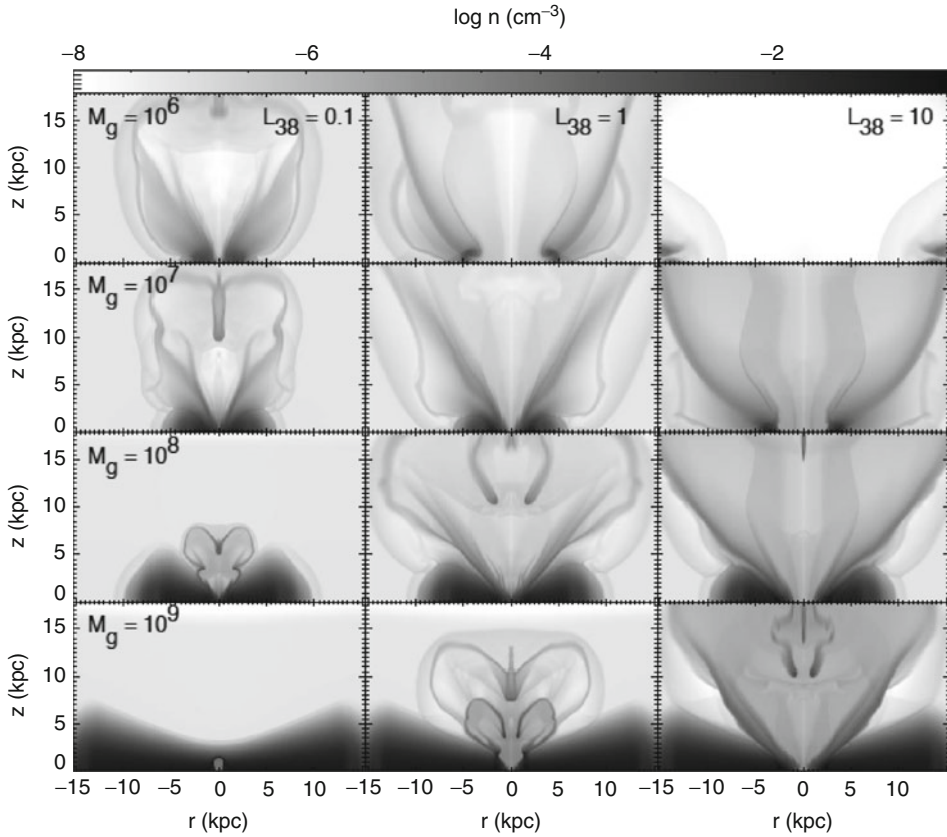 log n (cm⁻³)
−8 −6 −4 −2
M_g = 10⁶ L₃₈ = 0.1 L₃₈ = 1 L₃₈ = 10
z (kpc)
15
10
5
0
M_g = 10⁷
z (kpc)
15
10
5
0
M_g = 10⁸
z (kpc)
15
10
5
0
M_g = 10⁹
z (kpc)
15
10
5
0
−15 −10 −5 0 5 10 −10 −5 0 5 10 −15 −10 −5 0 5 10
r (kpc) r (kpc) r (kpc)